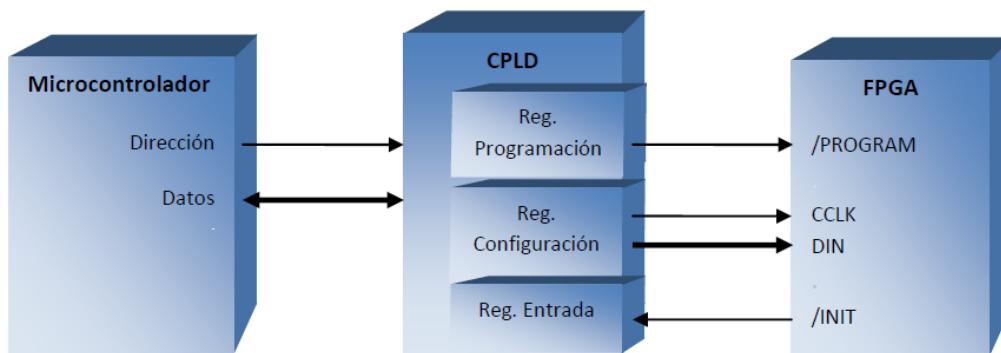 Microcontrolador
Dirección
Datos
CPLD
Reg.
Programación
Reg.
Configuración
Reg. Entrada
FPGA
/PROGRAM
CCLK
DIN
/INIT